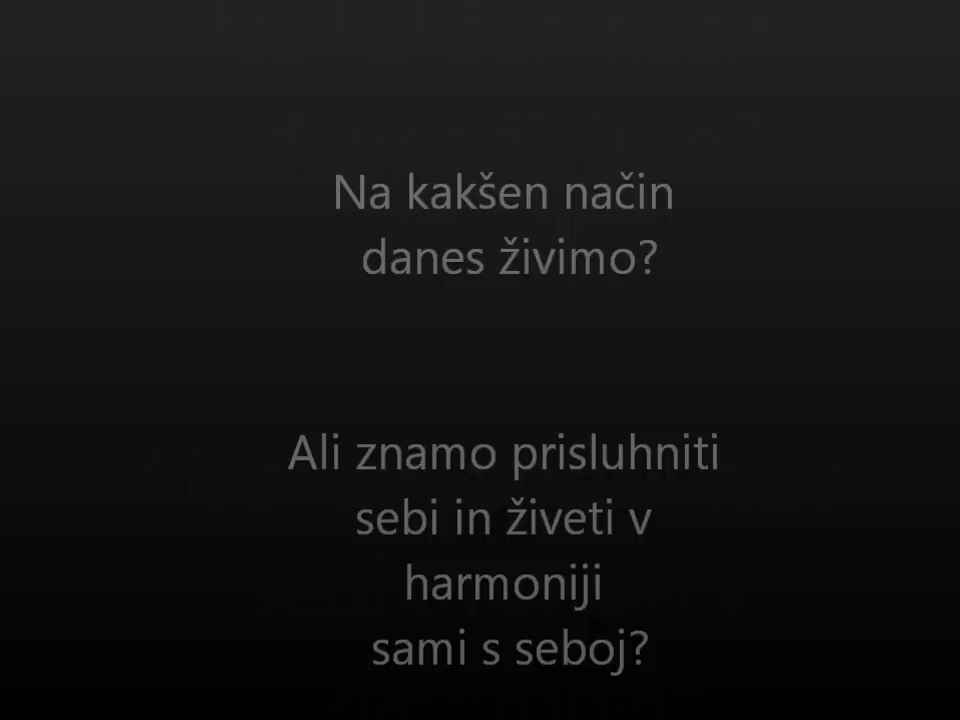 Na kakšen način
danes živimo?
Ali znamo prisluhniti
sebi in živeti v
harmoniji
sami s seboj?